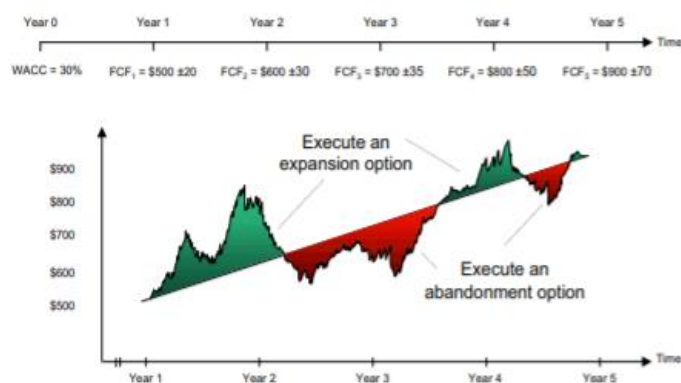 Year 0 Year 1 Year 2 Year 3 Year 4 Year 5
Time
WACC = 30% FCF₁ = $500 ±20 FCF₂ = $600 ±30 FCF₃ = $700 ±35 FCF₄ = $800 ±50 FCF₅ = $900 ±70
Execute an
expansion option
$900
$800
$700
$600
$500
Execute an
abandonment option
Time
Year 1 Year 2 Year 3 Year 4 Year 5